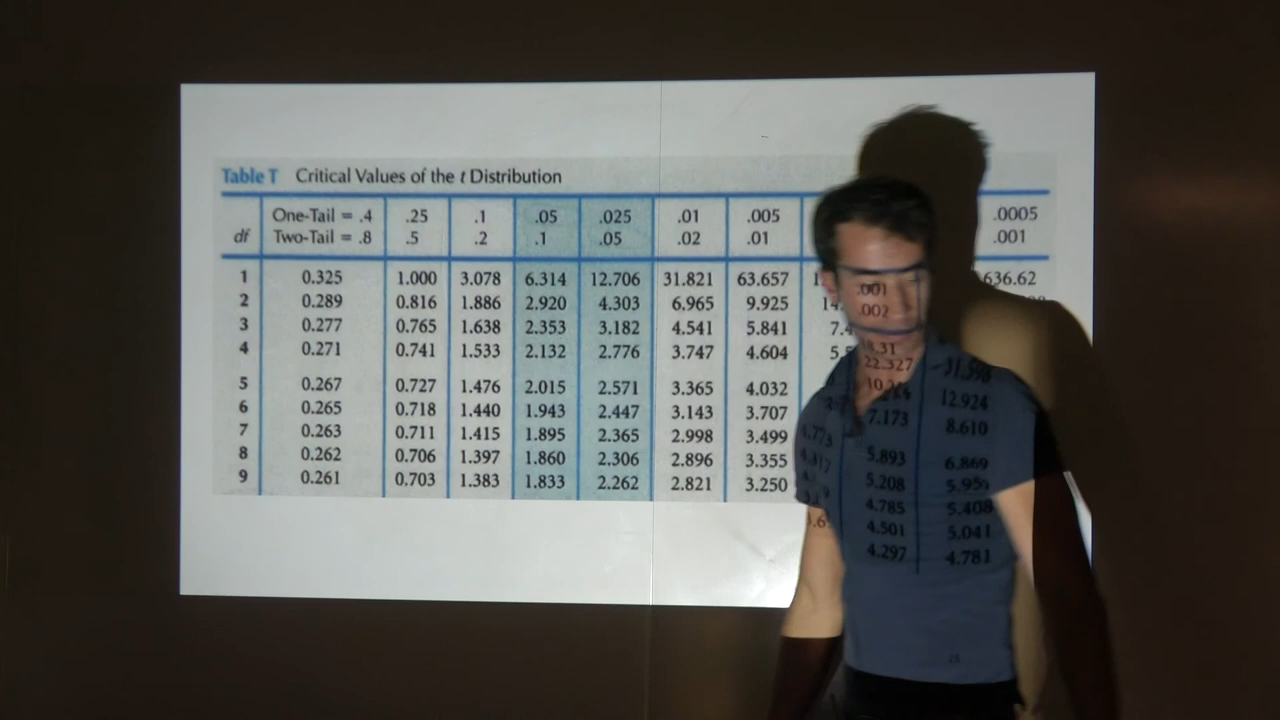 Table T Critical Values of the t Distribution
One-Tail = .4 .25 .1 .05 .025 .01 .005 .001 .0005
df Two-Tail = .8 .5 .2 .1 .05 .02 .01 .002 .001
1 0.325 1.000 3.078 6.314 12.706 31.821 63.657 636.62
2 0.289 0.816 1.886 2.920 4.303 6.965 9.925 22.327 31.598
3 0.277 0.765 1.638 2.353 3.182 4.541 5.841 12.924
4 0.271 0.741 1.533 2.132 2.776 3.747 4.604 7.173 8.610
5 0.267 0.727 1.476 2.015 2.571 3.365 4.032 5.893 6.869
6 0.265 0.718 1.440 1.943 2.447 3.143 3.707 5.208 5.959
7 0.263 0.711 1.415 1.895 2.365 2.998 3.499 4.785 5.408
8 0.262 0.706 1.397 1.860 2.306 2.896 3.355 4.501 5.041
9 0.261 0.703 1.383 1.833 2.262 2.821 3.250 4.297 4.781